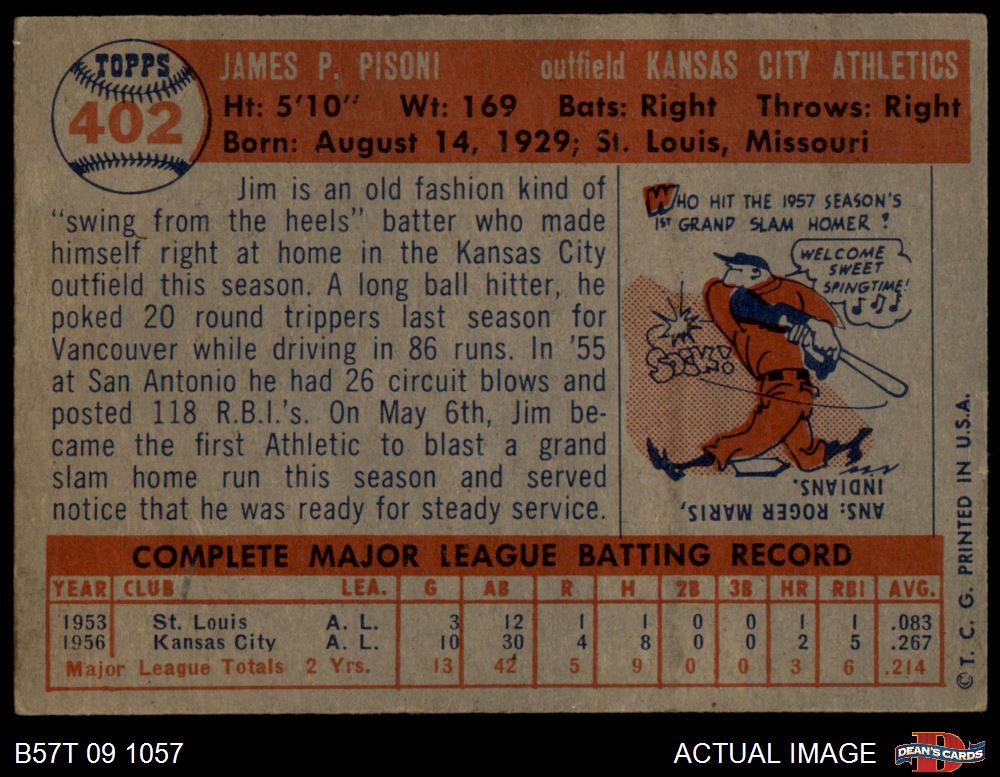 TOPPS
402
JAMES P. PISONI outfield KANSAS CITY ATHLETICS
Ht: 5'10" Wt: 169 Bats: Right Throws: Right
Born: August 14, 1929; St. Louis, Missouri
Jim is an old fashion kind of
"swing from the heels" batter who made
himself right at home in the Kansas City
outfield this season. A long ball hitter, he
poked 20 round trippers last season for
Vancouver while driving in 86 runs. In '55
at San Antonio he had 26 circuit blows and
posted 118 R.B.I.'s. On May 6th, Jim be-
came the first Athletic to blast a grand
slam home run this season and served
notice that he was ready for steady service.
WHO HIT THE 1957 SEASON'S
1ST GRAND SLAM HOMER?
WELCOME
SWEET
SPINGTIME!
SOCK!
ANS: ROGER MARIS,
INDIANS.
COMPLETE MAJOR LEAGUE BATTING RECORD
YEAR CLUB LEA. G AB R H 2B 3B HR RBI AVG.
1953 St. Louis A. L. 3 12 1 1 0 0 1 1 .083
1956 Kansas City A. L. 10 30 4 8 0 0 2 5 .267
Major League Totals 2 Yrs. 13 42 5 9 0 0 3 6 .214
© T. C. G. PRINTED IN U.S.A.
B57T 09 1057
ACTUAL IMAGE
D
DEAN'S CARDS